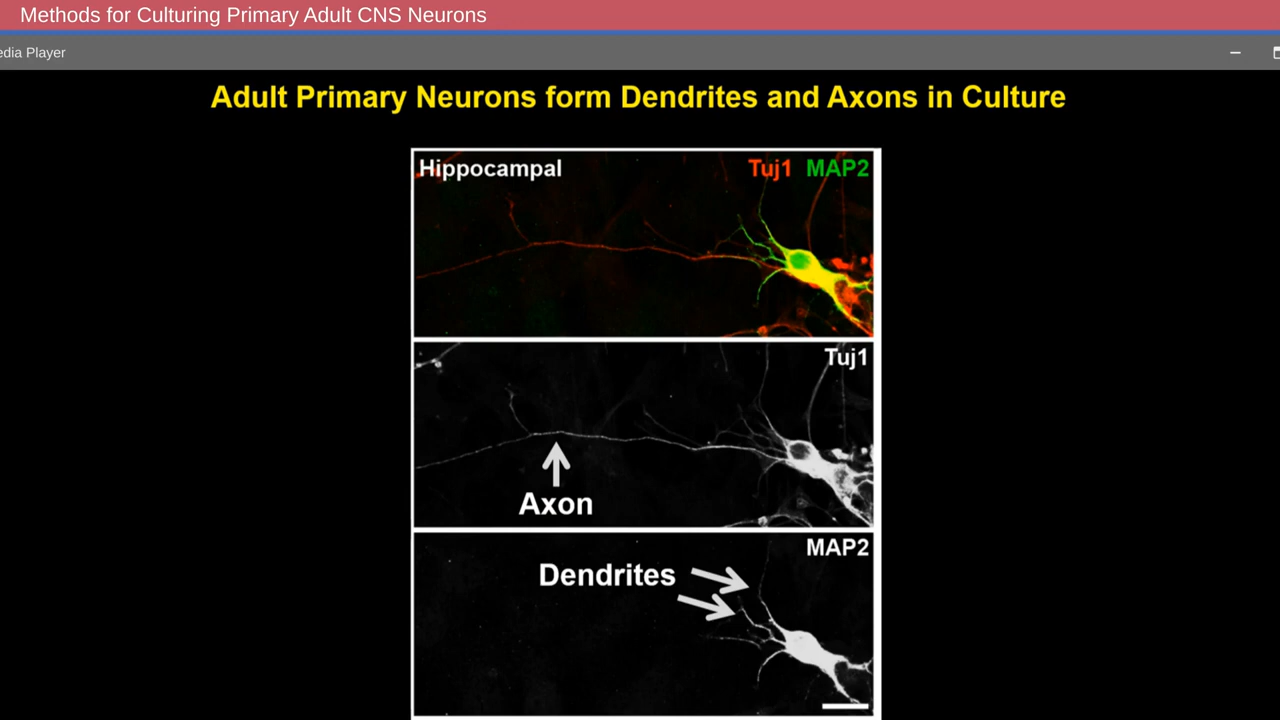 Methods for Culturing Primary Adult CNS Neurons
edia Player
Adult Primary Neurons form Dendrites and Axons in Culture
Hippocampal Tuj1 MAP2
Tuj1
Axon
MAP2
Dendrites